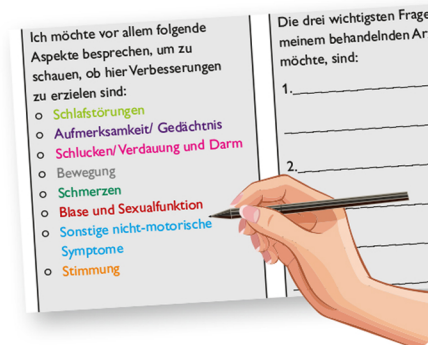 Ich möchte vor allem folgende
Aspekte besprechen, um zu
schauen, ob hier Verbesserungen
zu erzielen sind:
Schlafstörungen
Aufmerksamkeit/ Gedächtnis
Schlucken/ Verdauung und Darm
Bewegung
Schmerzen
Blase und Sexualfunktion
Sonstige nicht-motorische
Symptome
Stimmung
Die drei wichtigsten
meinem behandelnden
möchte, sind:
1.
2.